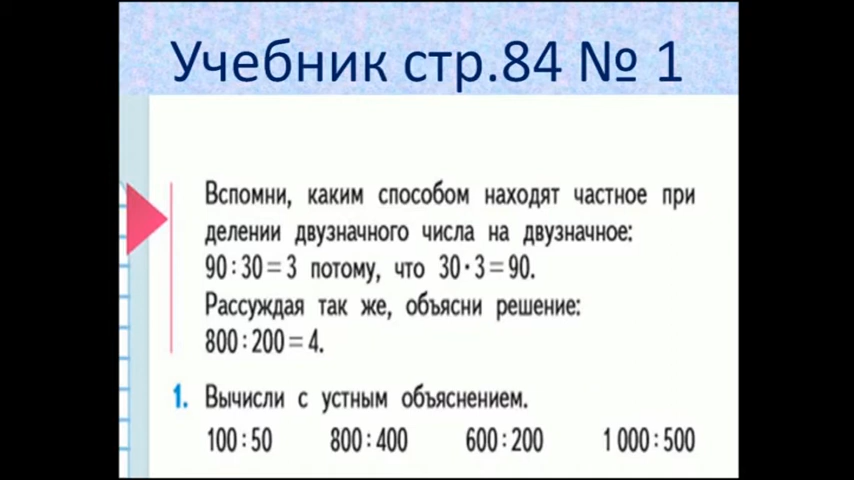 Учебник стр.84 № 1
Вспомни, каким способом находят частное при
делении двузначного числа на двузначное:
90 : 30 = 3 потому, что 30 · 3 = 90.
Рассуждая так же, объясни решение:
800 : 200 = 4.
1. Вычисли с устным объяснением.
100 : 50 800 : 400 600 : 200 1 000 : 500